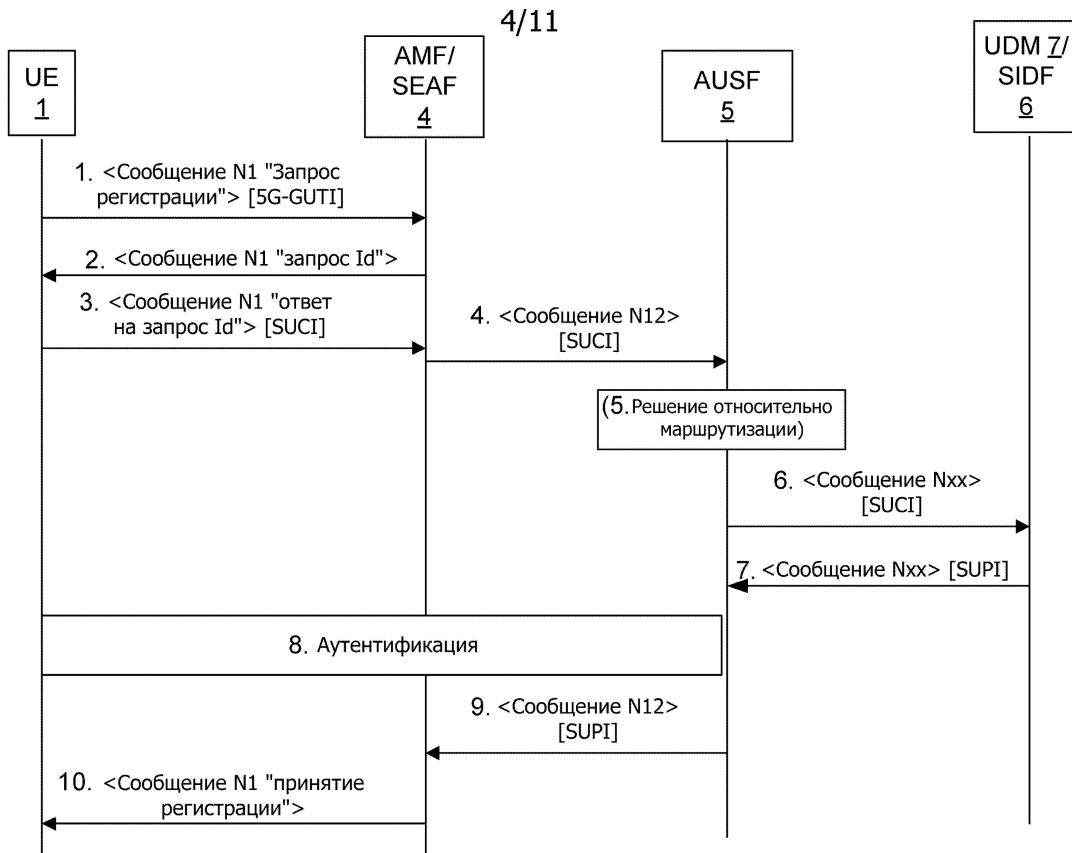 4/11
UE
1
AMF/
SEAF
4
AUSF
5
UDM 7/
SIDF
6
1. <Сообщение N1 "Запрос
регистрации"> [5G-GUTI]
2. <Сообщение N1 "запрос Id">
3. <Сообщение N1 "ответ
на запрос Id"> [SUCI]
4. <Сообщение N12>
[SUCI]
(5. Решение относительно
маршрутизации)
6. <Сообщение Nxx>
[SUCI]
7. <Сообщение Nxx> [SUPI]
8. Аутентификация
9. <Сообщение N12>
[SUPI]
10. <Сообщение N1 "принятие
регистрации">